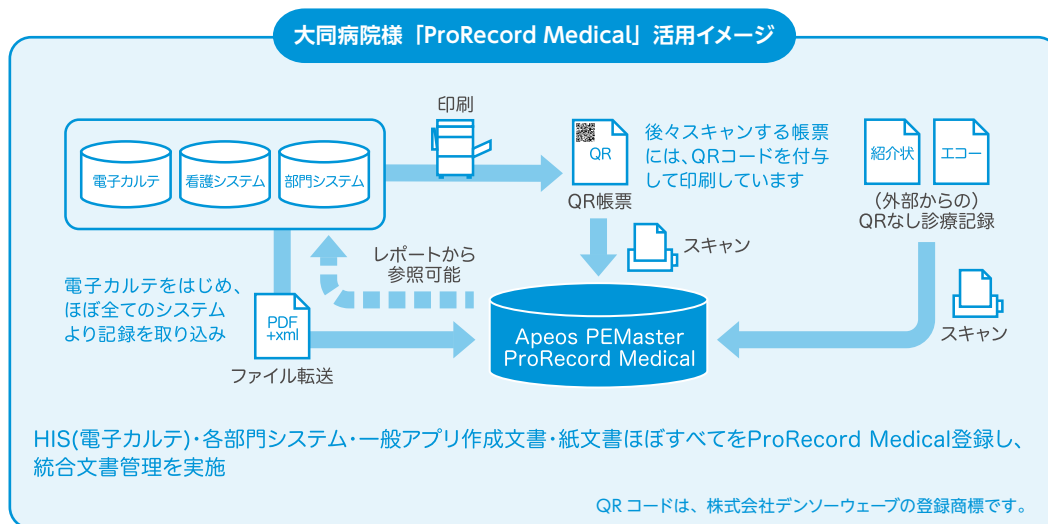 大同病院様「ProRecord Medical」活用イメージ
印刷
電子カルテ
看護システム
部門システム
QR
QR帳票
後々スキャンする帳票
には、QRコードを付与
して印刷しています
紹介状
エコー
(外部からの)
QRなし診療記録
レポートから
参照可能
スキャン
電子カルテをはじめ、
ほぼ全てのシステム
より記録を取り込み
PDF
+xml
ファイル転送
Apeos PEMaster
ProRecord Medical
スキャン
HIS(電子カルテ)・各部門システム・一般アプリ作成文書・紙文書ほぼすべてをProRecord Medical登録し、
統合文書管理を実施
QR コードは、株式会社デンソーウェーブの登録商標です。